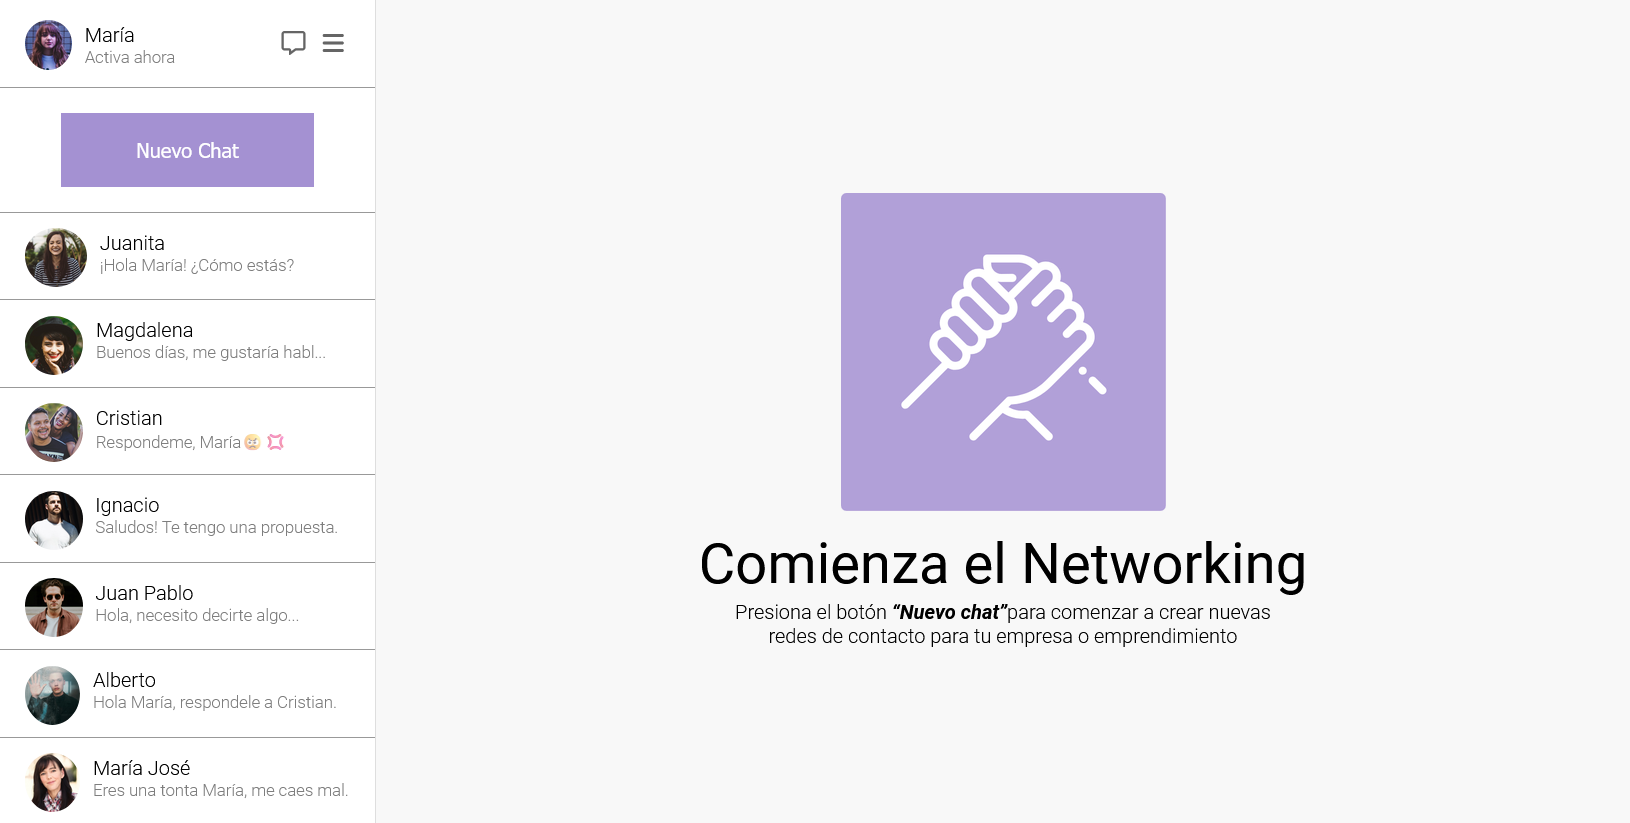 María
Activa ahora
Nuevo Chat
Juanita
¡Hola María! ¿Cómo estás?
Magdalena
Buenos días, me gustaría habl...
Cristian
Respondeme, María😡 💢
Ignacio
Saludos! Te tengo una propuesta.
Juan Pablo
Hola, necesito decirte algo...
Alberto
Hola María, respondele a Cristian.
María José
Eres una tonta María, me caes mal.
Comienza el Networking
Presiona el botón “Nuevo chat”para comenzar a crear nuevas
redes de contacto para tu empresa o emprendimiento